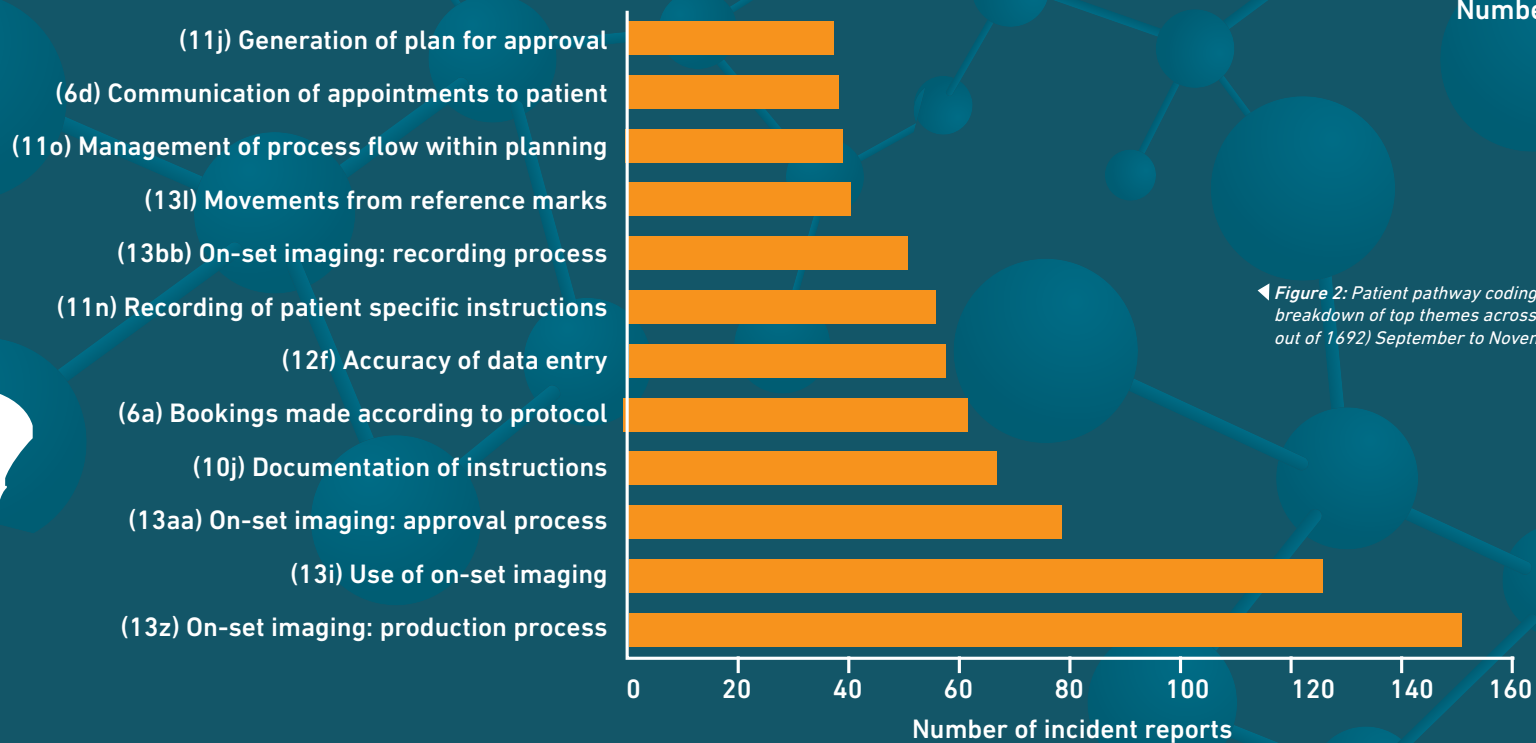 Numbe
(11j) Generation of plan for approval
(6d) Communication of appointments to patient
(11o) Management of process flow within planning
(13l) Movements from reference marks
(13bb) On-set imaging: recording process
(11n) Recording of patient specific instructions
(12f) Accuracy of data entry
(6a) Bookings made according to protocol
(10j) Documentation of instructions
(13aa) On-set imaging: approval process
(13i) Use of on-set imaging
(13z) On-set imaging: production process
0 20 40 60 80 100 120 140 160
Number of incident reports
Figure 2: Patient pathway coding
breakdown of top themes across
out of 1692) September to Noven